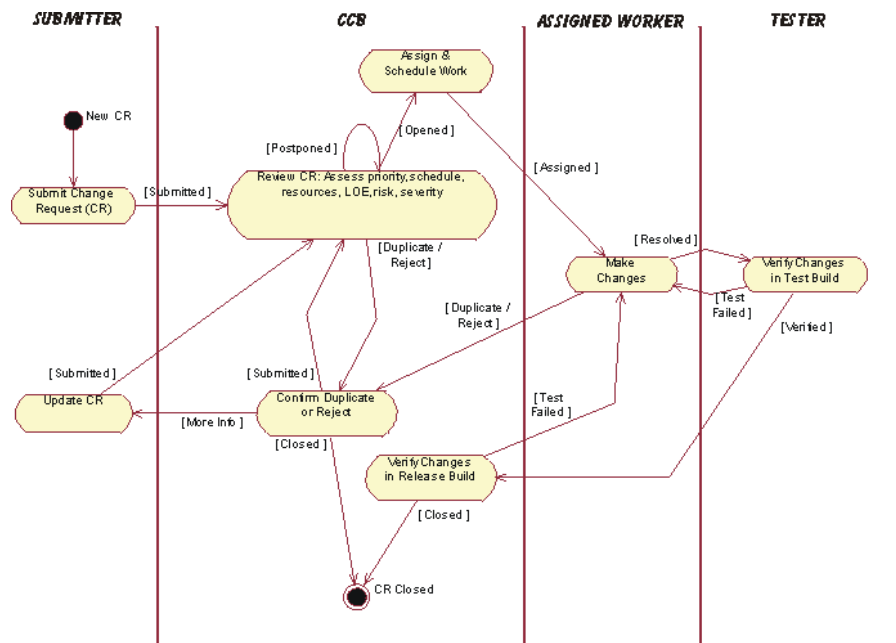 SUBMITTER
CCB
ASSIGNED WORKER
TESTER
Assign &
Schedule Work
New CR
[Postponed ]
[Opened ]
[Assigned ]
Submit Change
Request (CR)
[Submitted ]
Review CR: Assess priority,schedule,
resources, LOE,risk, severity
[Duplicate /
Reject]
[Resolved ]
Make
Changes
Verify Changes
in Test Build
[Test
Failed ]
[Duplicate /
Reject ]
[Verified ]
[Submitted ]
[Submitted ]
Update CR
[More Info ]
Confirm Duplicate
or Reject
[Test
Failed ]
[Closed ]
Verify Changes
in Release Build
[Closed ]
CR Closed